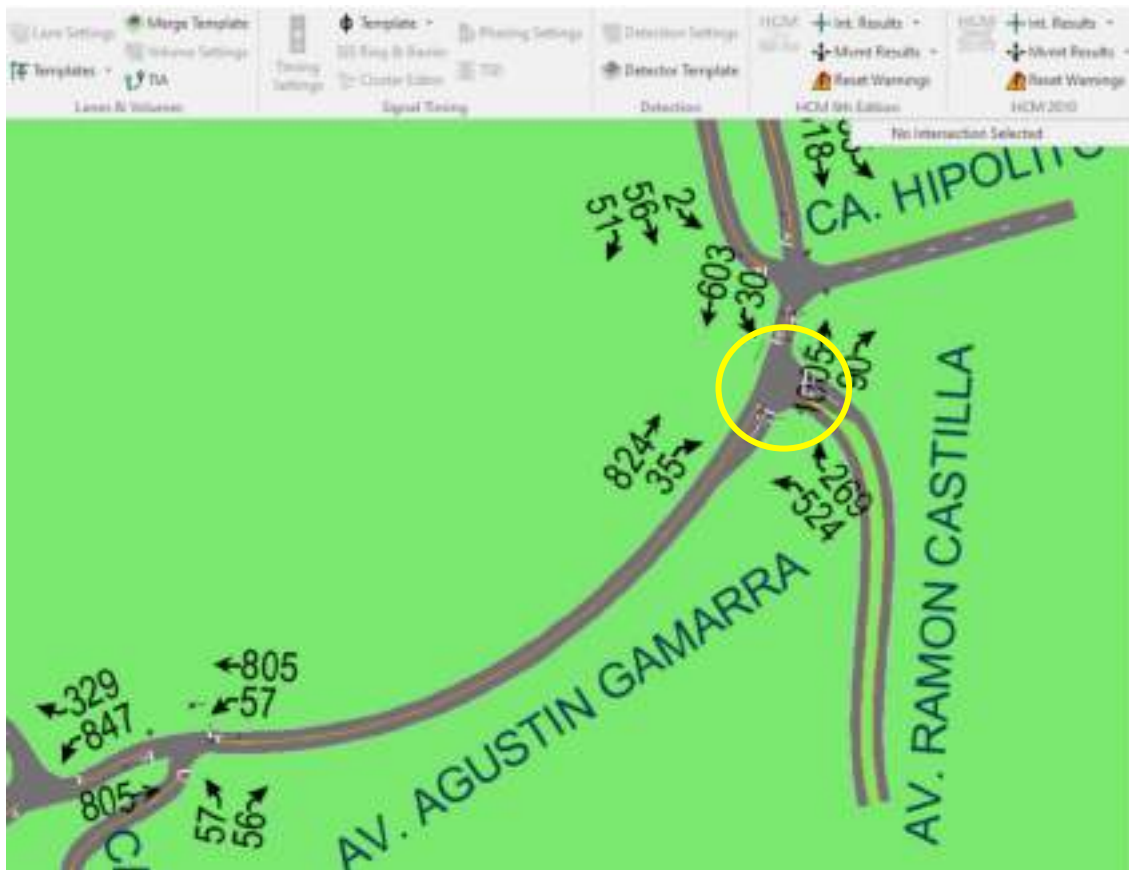 Lane Settings
Merge Template
Template
Phasing Settings
Detection Settings
HCM
Int. Results
Int. Results
Volume Settings
Ring & Barrier
Mvmt Results
Mvmt Results
Templates
TIA
Timing Settings
Cluster Editor
TSD
Detector Template
Reset Warnings
Reset Warnings
Lanes & Volumes
Signal Timing
Detection
HCM 6th Edition
HCM 2010
No Intersection Selected
CA. HIPOLITO
51
56
2
603
30
90
824
35
269
524
AV. RAMON CASTILLA
AV. AGUSTIN GAMARRA
805
57
329
847
805
57
56